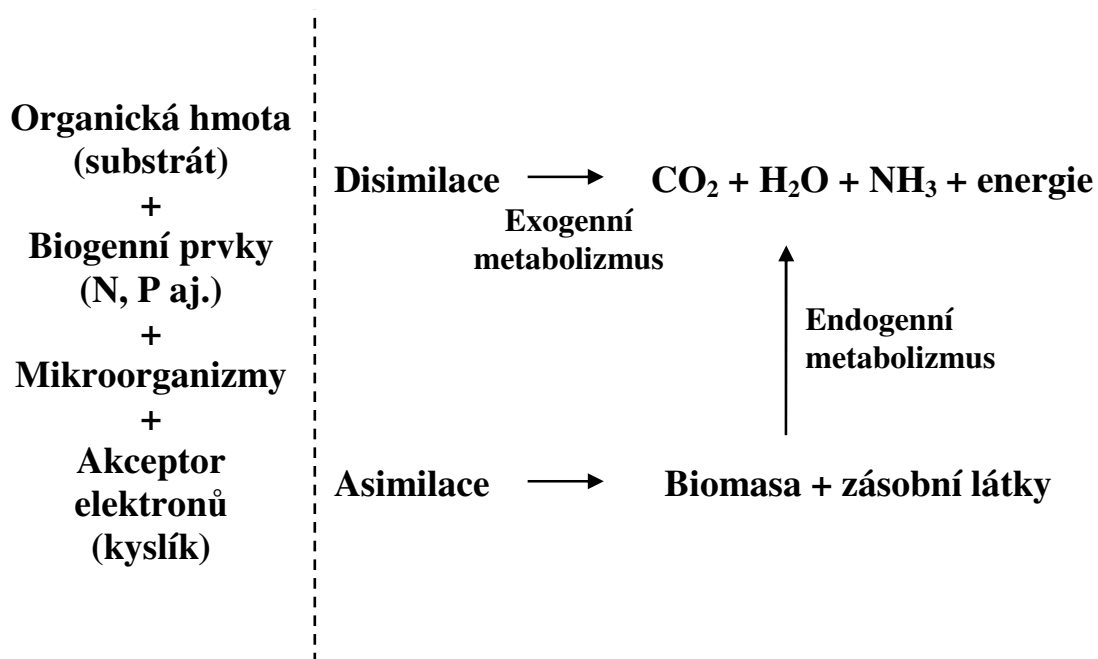 Organická hmota
(substrát)
+
Biogenní prvky
(N, P aj.)
+
Mikroorganizmy
+
Akceptor
elektronů
(kyslík)
Disimilace
CO₂ + H₂O + NH₃ + energie
Exogenní
metabolizmus
Endogenní
metabolizmus
Asimilace
Biomasa + zásobní látky